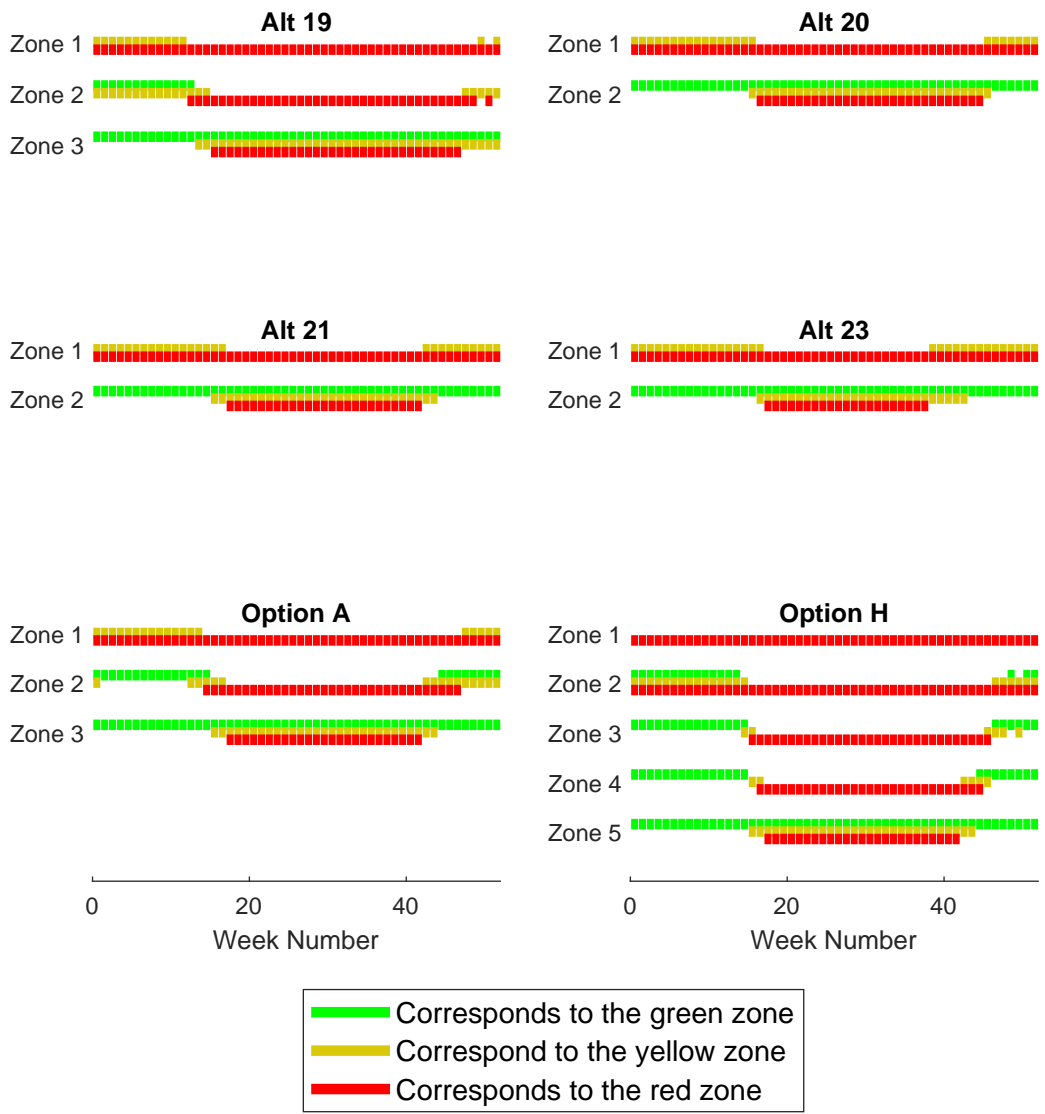 Alt 19
Zone 1
Zone 2
Zone 3
Alt 20
Zone 1
Zone 2
Alt 21
Zone 1
Zone 2
Alt 23
Zone 1
Zone 2
Option A
Zone 1
Zone 2
Zone 3
0 20 40
Week Number
Option H
Zone 1
Zone 2
Zone 3
Zone 4
Zone 5
0 20 40
Week Number
Corresponds to the green zone
Correspond to the yellow zone
Corresponds to the red zone